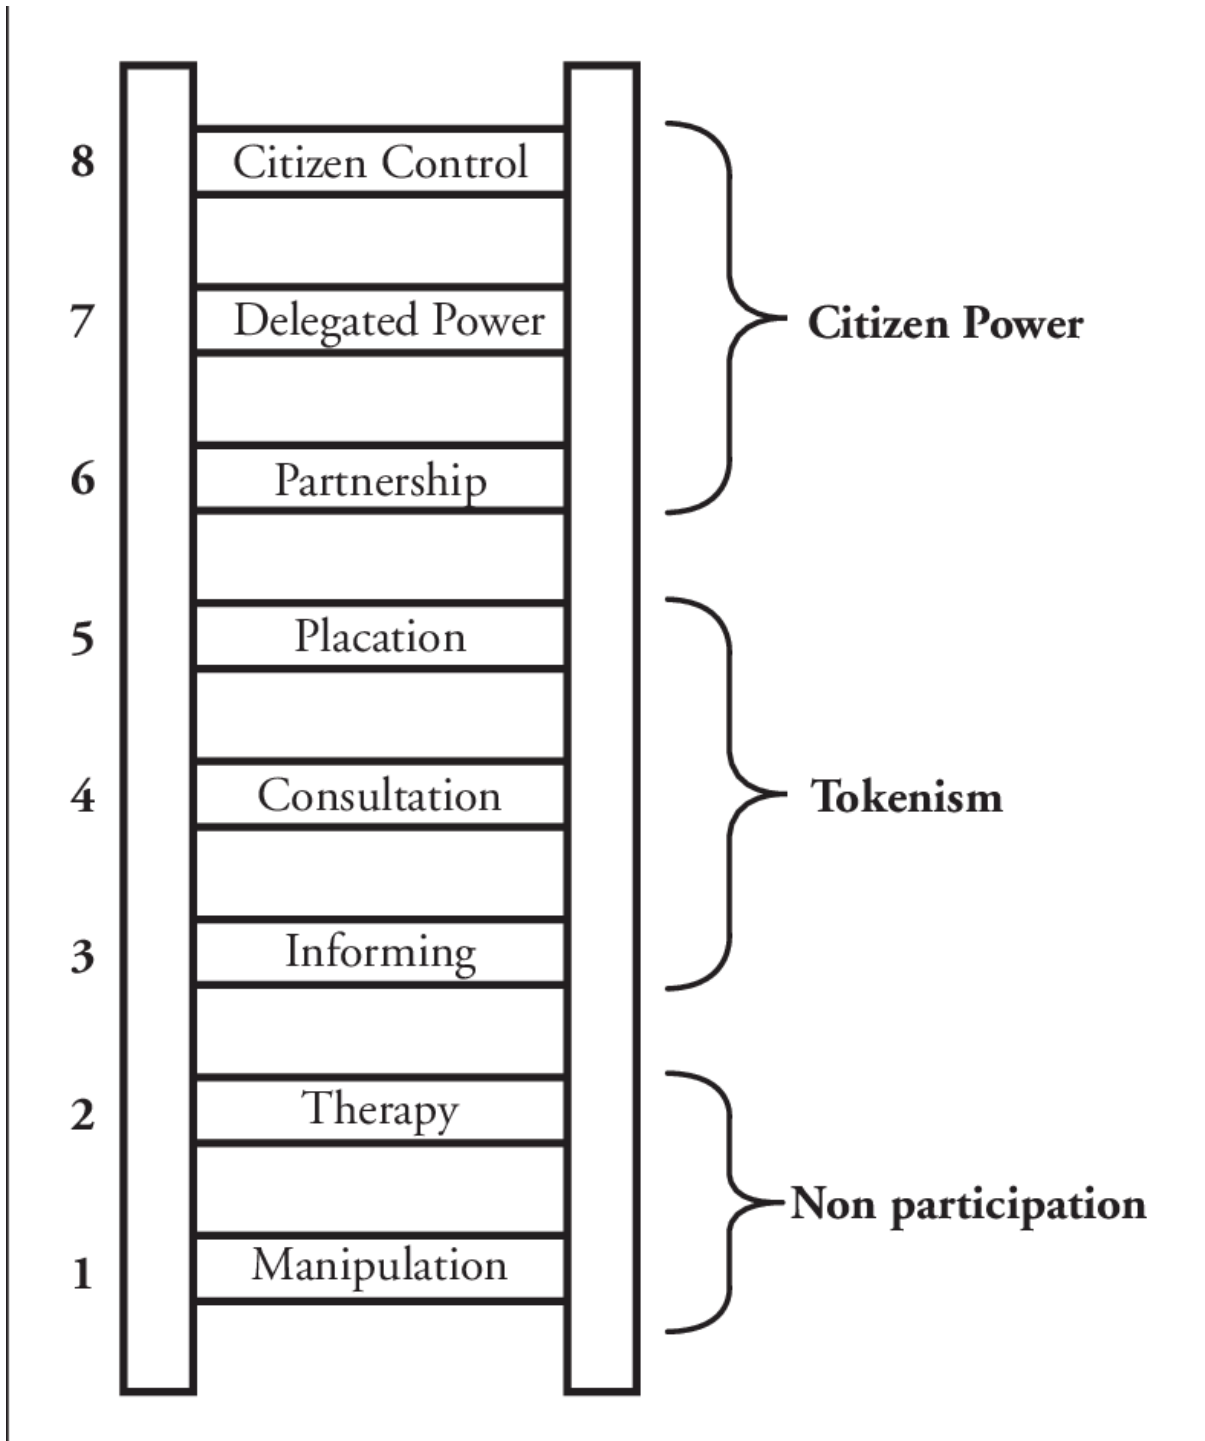 8 Citizen Control
7 Delegated Power
Citizen Power
6 Partnership
5 Placation
4 Consultation
Tokenism
3 Informing
2 Therapy
Non participation
1 Manipulation